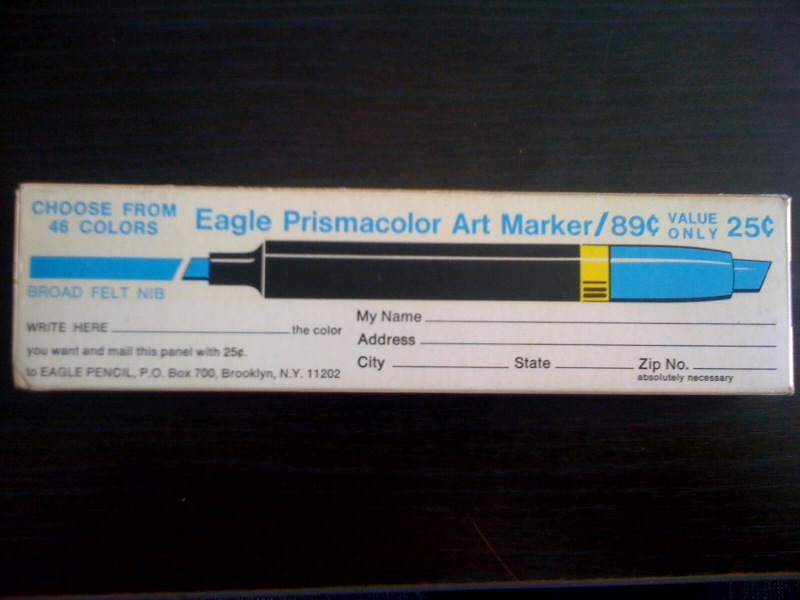 CHOOSE FROM
46 COLORS
Eagle Prismacolor Art Marker/89¢ VALUE ONLY 25¢
BROAD FELT NIB
WRITE HERE the color
you want and mail this panel with 25¢.
to EAGLE PENCIL, P.O. Box 700, Brooklyn, N.Y. 11202
My Name
Address
City State Zip No.
absolutely necessary